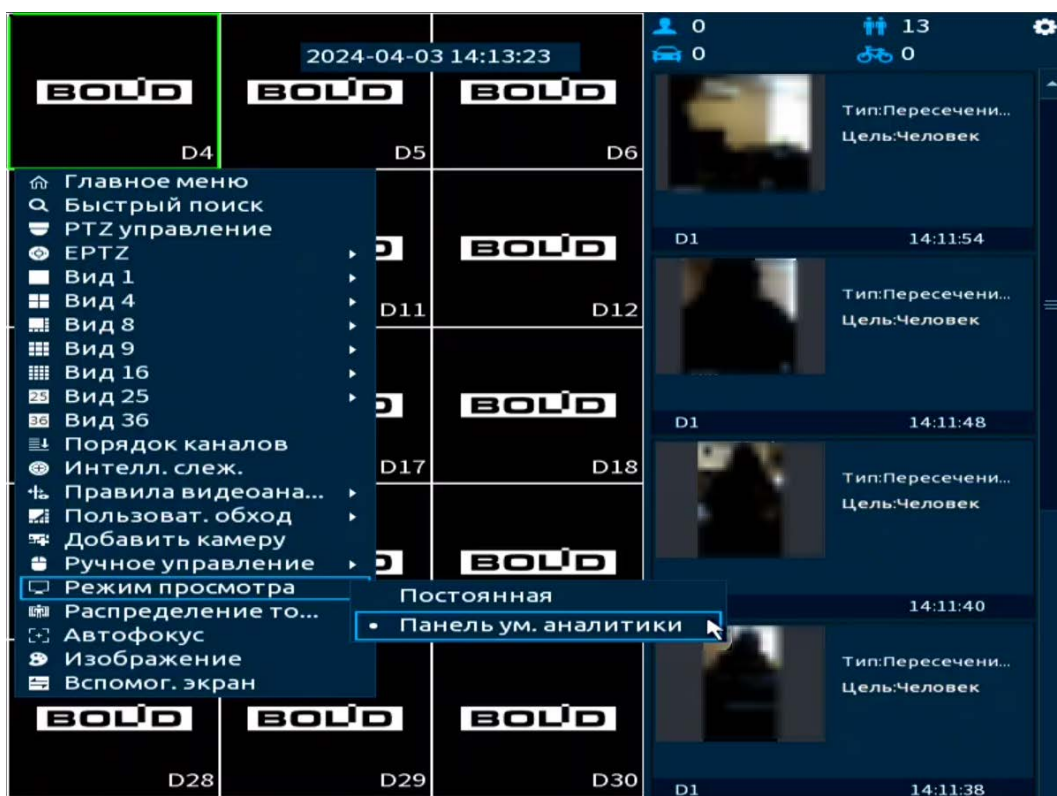 2024-04-03 14:13:23
BOLID
BOLID
BOLID
D4
D5
D6
Главное меню
Быстрый поиск
PTZ управление
EPTZ
Вид 1
Вид 4
Вид 8
Вид 9
Вид 16
25 Вид 25
36 Вид 36
Порядок каналов
Интелл. слеж.
Правила видеоана...
Пользоват. обход
Добавить камеру
Ручное управление
Режим просмотра
Распределение то...
Автофокус
Изображение
Вспомог. экран
Постоянная
Панель ум. аналитики
BOLID
D11
D12
BOLID
D17
D18
BOLID
BOLID
BOLID
BOLID
D28
D29
D30
0
13
0
0
Тип:Пересечени...
Цель:Человек
D1
14:11:54
Тип:Пересечени...
Цель:Человек
D1
14:11:48
Тип:Пересечени...
Цель:Человек
14:11:40
Тип:Пересечени...
Цель:Человек
D1
14:11:38